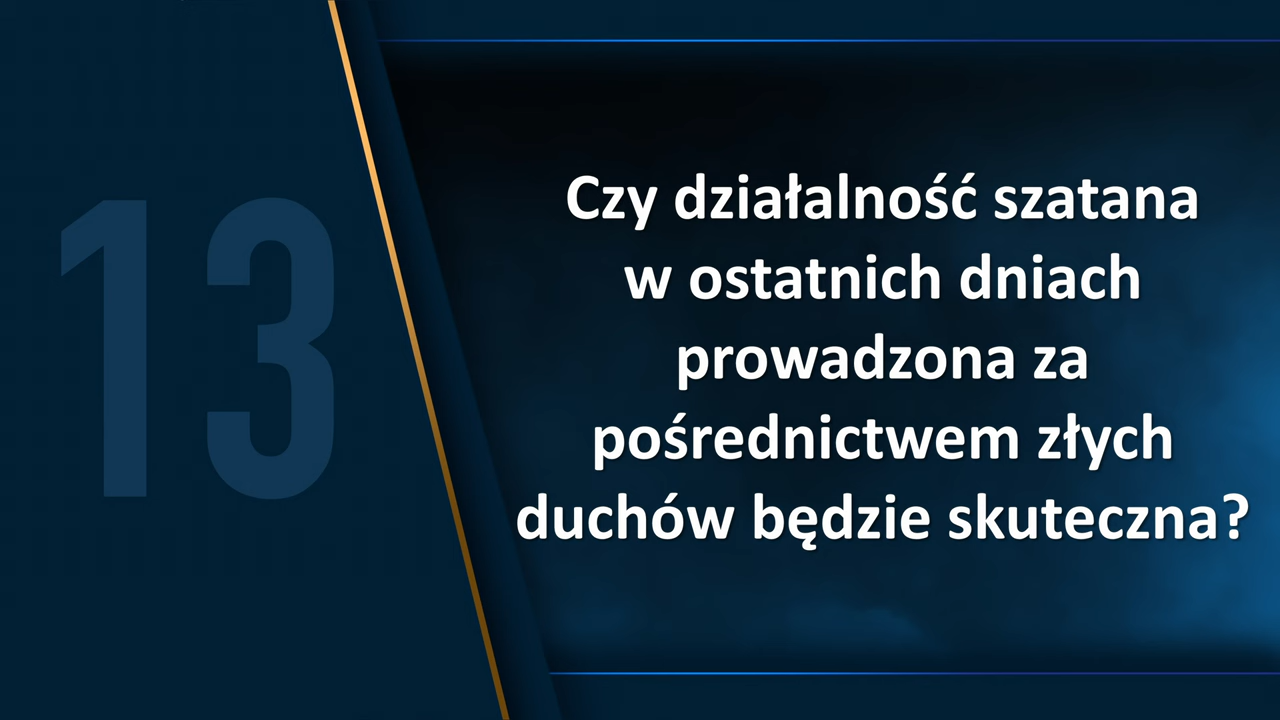 13
Czy działalność szatana
w ostatnich dniach
prowadzona za
pośrednictwem złych
duchów będzie skuteczna?